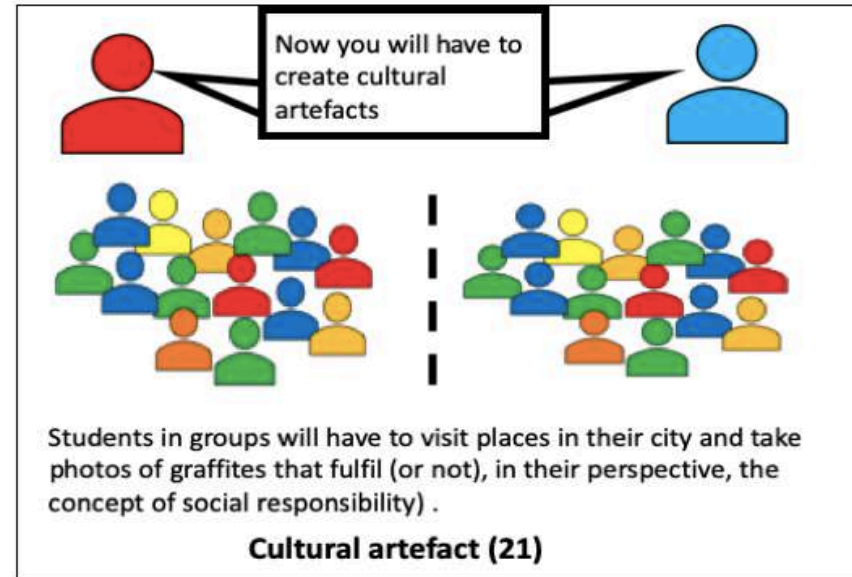 Now you will have to
create cultural
artefacts
Students in groups will have to visit places in their city and take
photos of graffites that fulfil (or not), in their perspective, the
concept of social responsibility) .
Cultural artefact (21)